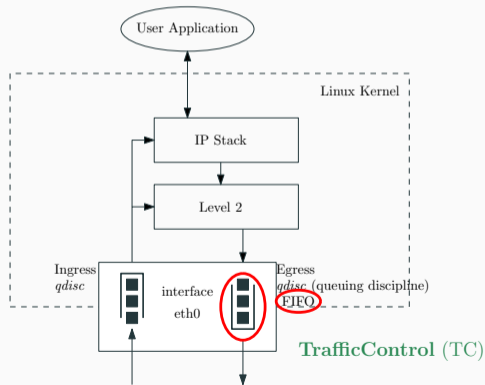 User Application
Linux Kernel
IP Stack
Level 2
Ingress
qdisc
interface
eth0
Egress
qdisc (queuing discipline)
FIFO
TrafficControl (TC)